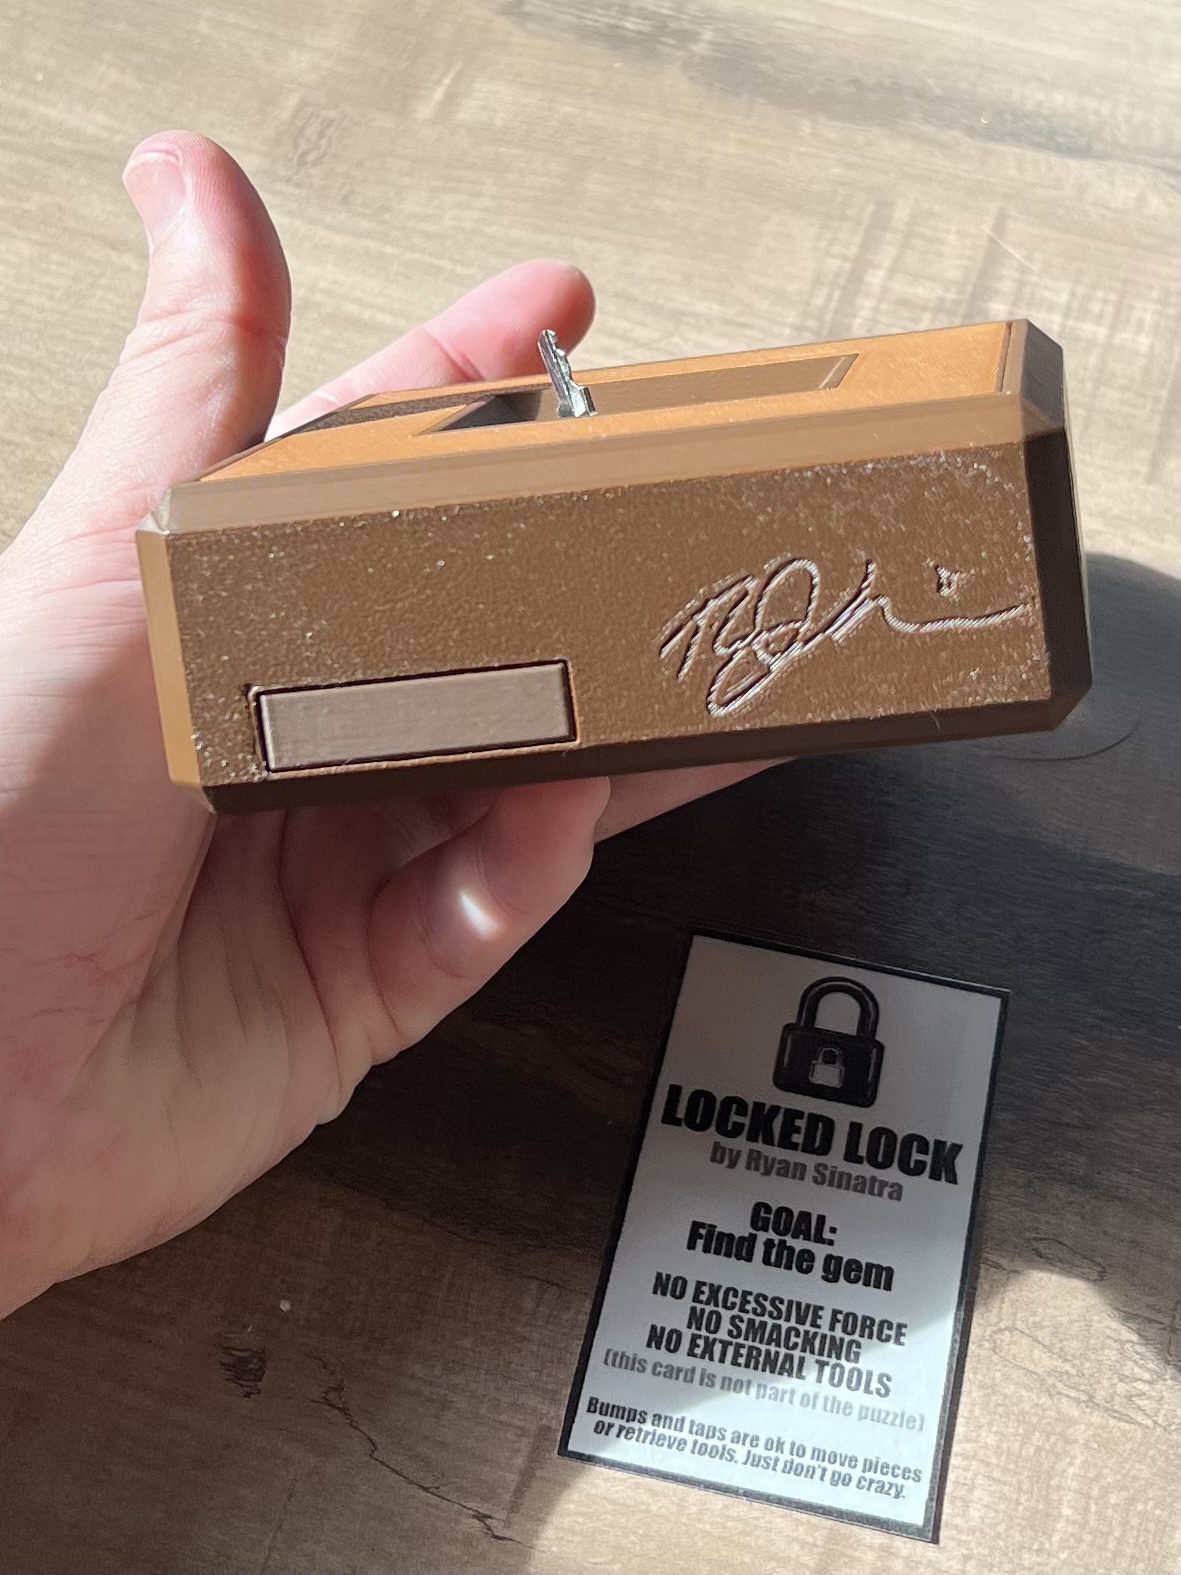 LOCKED LOCK
by Ryan Sinatra
GOAL:
Find the gem
NO EXCESSIVE FORCE
NO SMACKING
NO EXTERNAL TOOLS
(this card is not part of the puzzle)
Bumps and taps are ok to move pieces
or retrieve tools. Just don't go crazy.